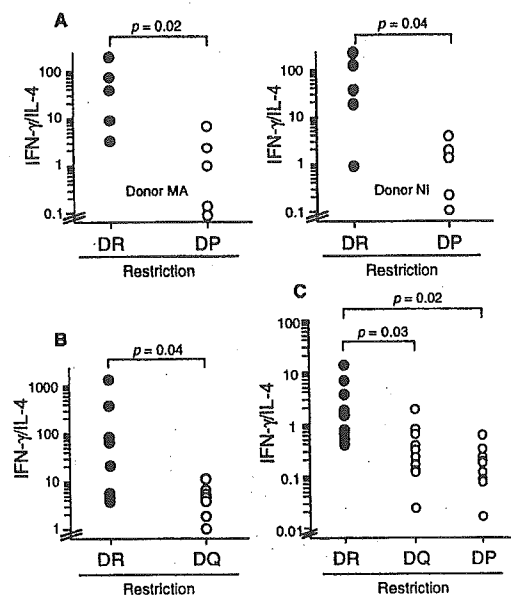 A
p = 0.02
IFN-γ/IL-4
100
10
1
0.1
Donor MA
DR DP
Restriction
p = 0.04
IFN-γ/IL-4
100
10
1
0.1
Donor NI
DR DP
Restriction
B
p = 0.04
IFN-γ/IL-4
1000
100
10
1
DR DQ
Restriction
C
p = 0.02
p = 0.03
IFN-γ/IL-4
100
10
1
0.1
0.01
DR DQ DP
Restriction